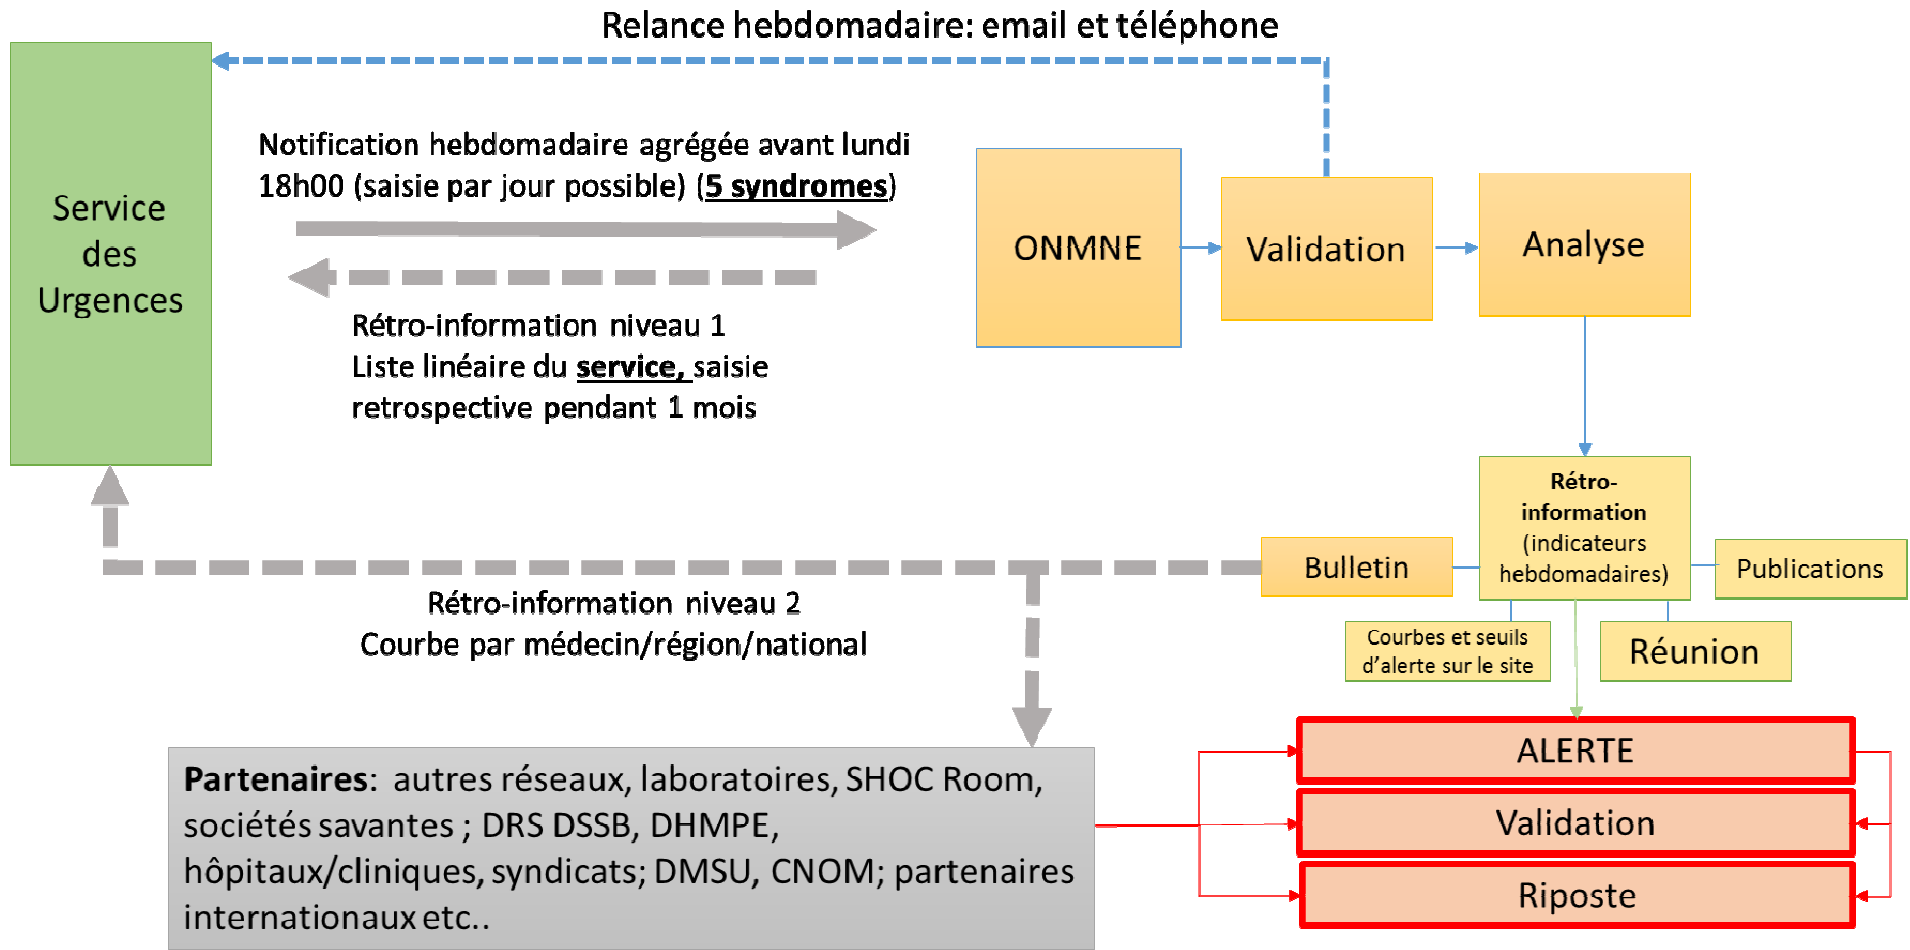 Relance hebdomadaire: email et téléphone
Service
des
Urgences
Notification hebdomadaire agrégée avant lundi
18h00 (saisie par jour possible) (5 syndromes)
Rétro-information niveau 1
Liste linéaire du service, saisie
retrospective pendant 1 mois
ONMNE
Validation
Analyse
Rétro-
information
(indicateurs
hebdomadaires)
Bulletin
Publications
Courbes et seuils
d'alerte sur le site
Réunion
Rétro-information niveau 2
Courbe par médecin/région/national
Partenaires: autres réseaux, laboratoires, SHOC Room,
sociétés savantes ; DRS DSSB, DHMPE,
hôpitaux/cliniques, syndicats; DMSU, CNOM; partenaires
internationaux etc..
ALERTE
Validation
Riposte